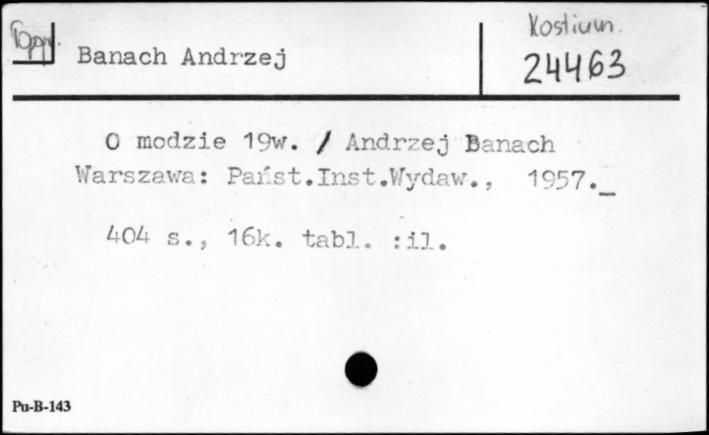 Kostium.
Banach Andrzej
24463
O modzie 19w. / Andrzej Banach
Warszawa: Państ.Inst.Wydaw., 1957._
404 s., 16k. tabl. :il.
Pu-B-143